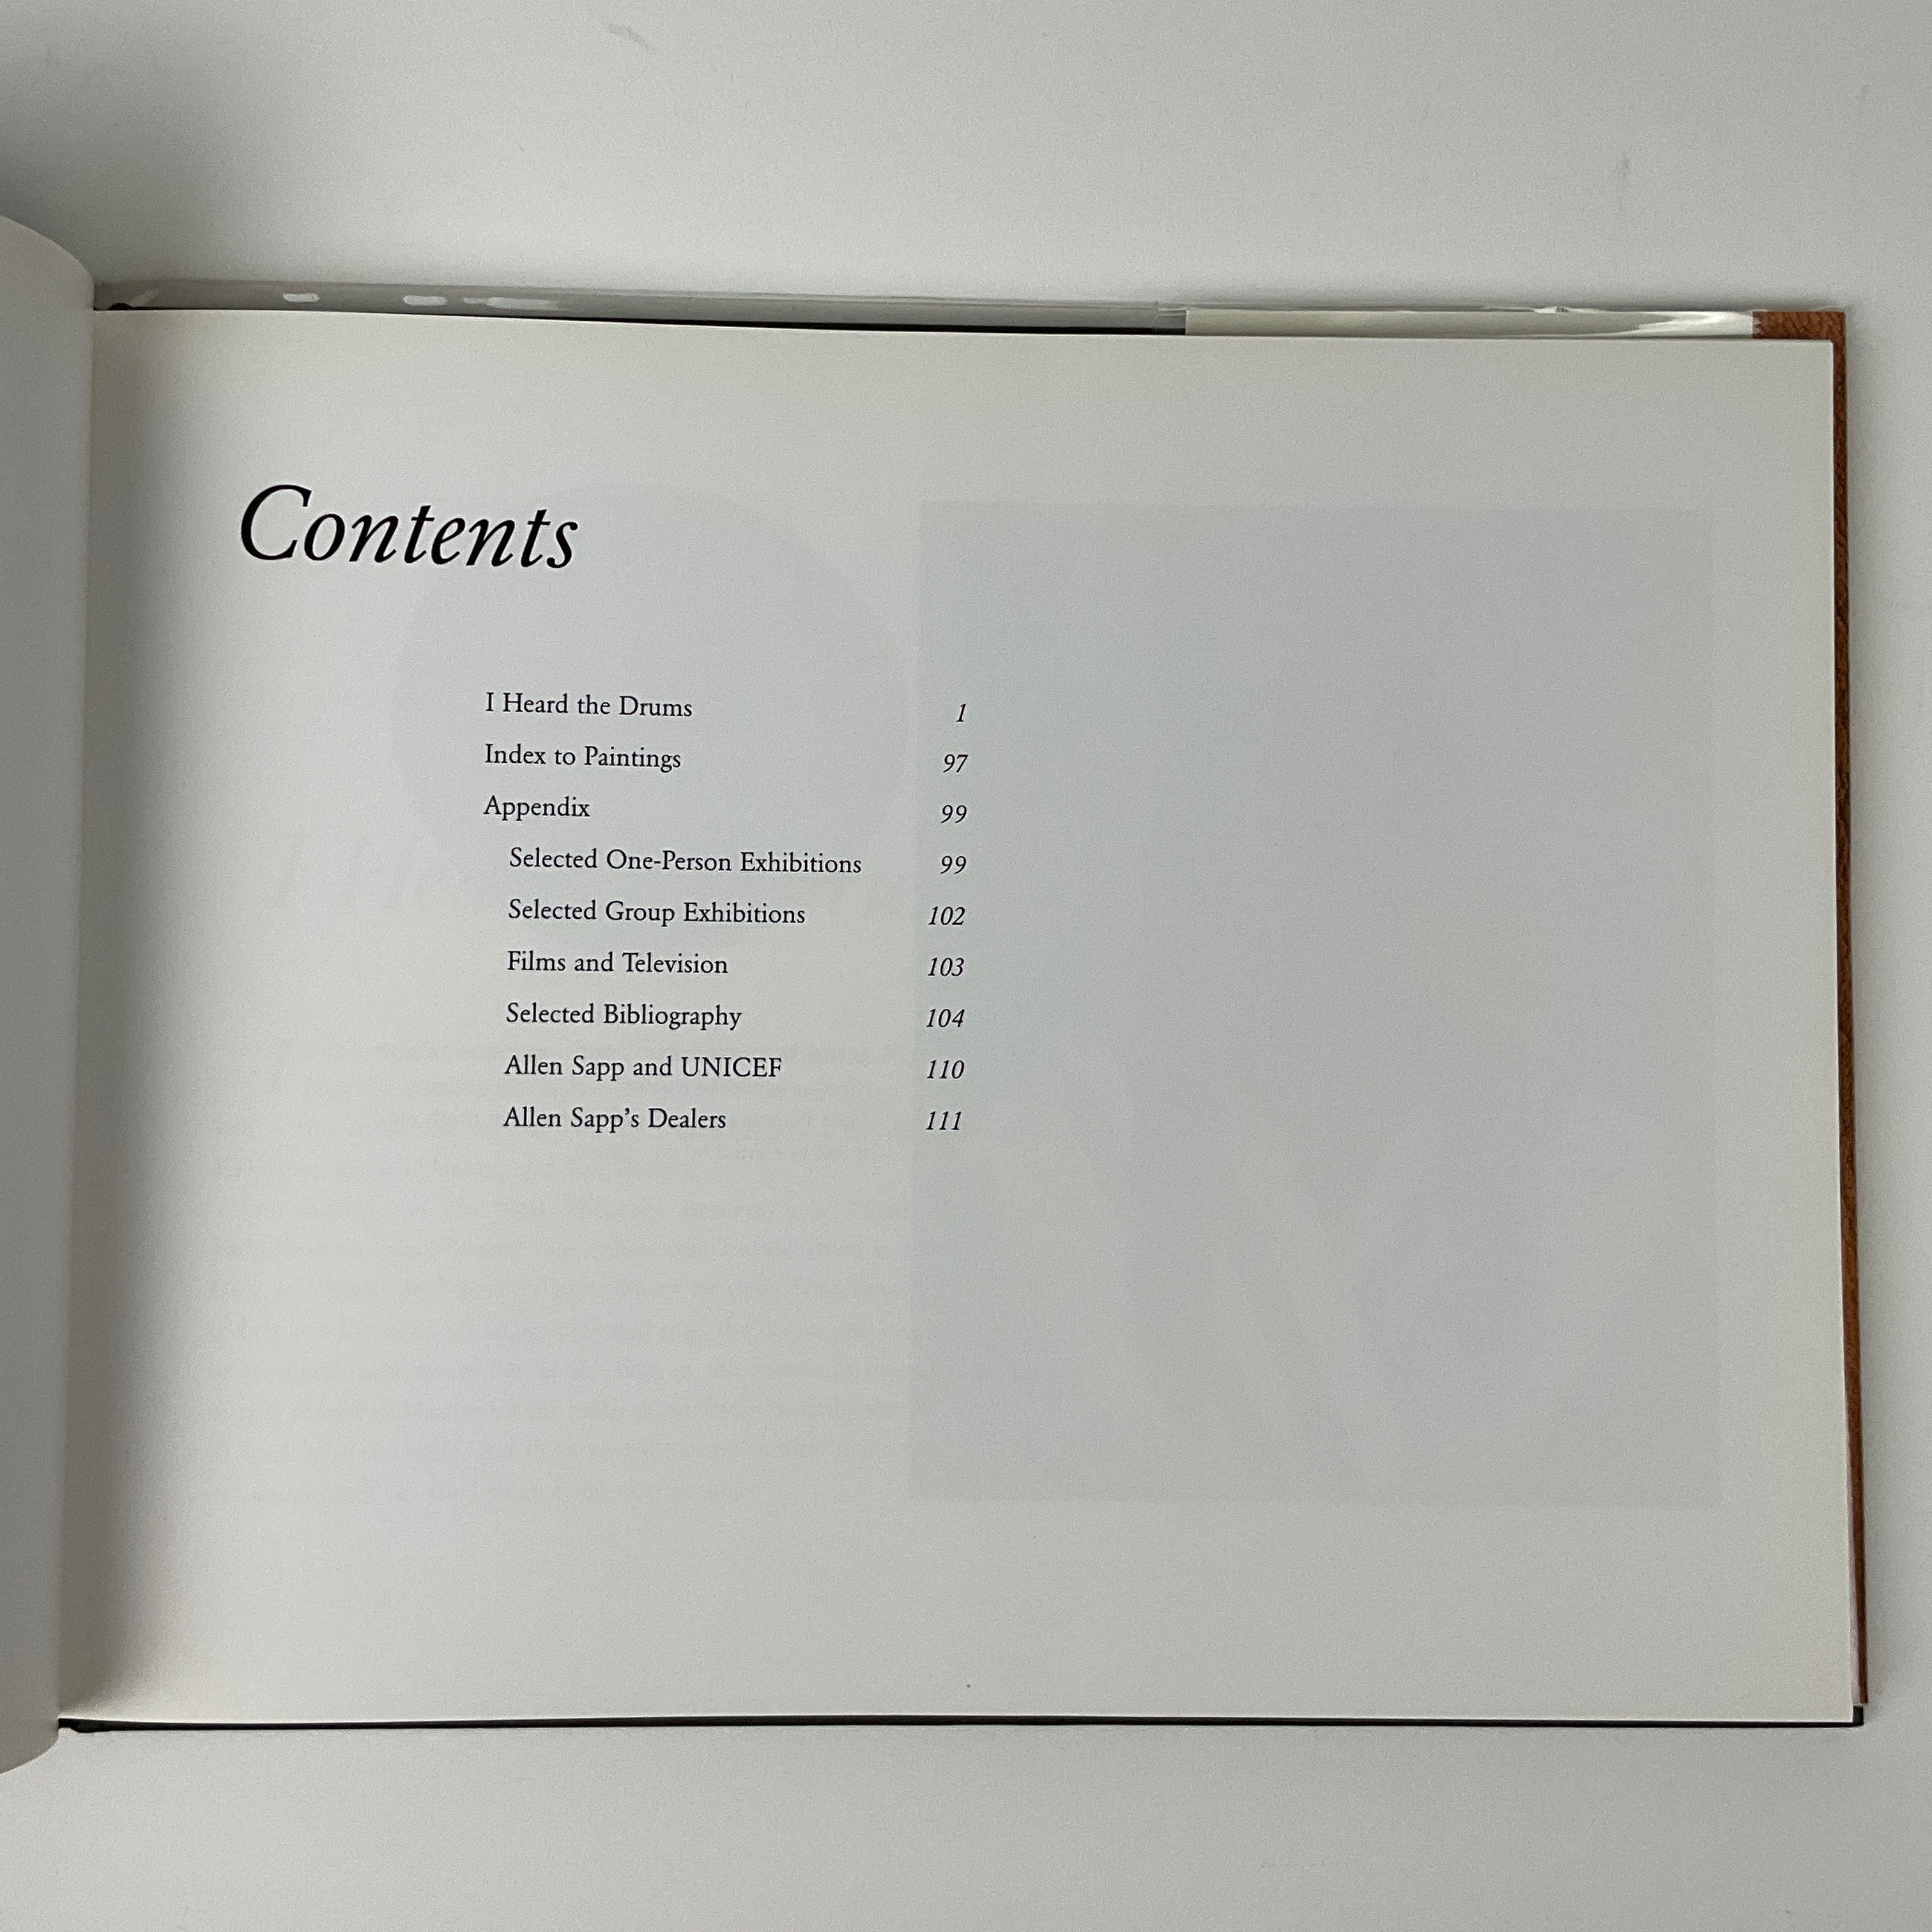 Contents
I Heard the Drums 1
Index to Paintings 97
Appendix 99
Selected One-Person Exhibitions 99
Selected Group Exhibitions 102
Films and Television 103
Selected Bibliography 104
Allen Sapp and UNICEF 110
Allen Sapp’s Dealers 111